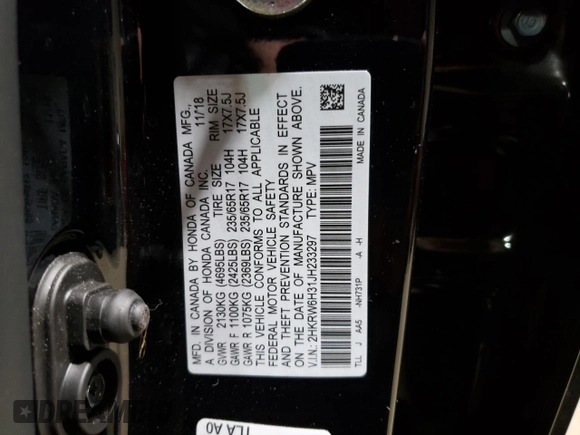 MFD. IN CANADA BY HONDA OF CANADA MFG.,
A DIVISION OF HONDA CANADA INC. 11/18
TIRE SIZE RIM SIZE
GVWR 2130KG (4695LBS)
GAWR F 1100KG (2425LBS) 235/65R17 104H 17X7.5J
GAWR R 1075KG (2369LBS) 235/65R17 104H 17X7.5J
THIS VEHICLE CONFORMS TO ALL APPLICABLE
FEDERAL MOTOR VEHICLE SAFETY
AND THEFT PREVENTION STANDARDS IN EFFECT
ON THE DATE OF MANUFACTURE SHOWN ABOVE.
V.I.N.: 2HKRW6H31JH233297 TYPE: MPV
TLL J AA5 -NH731P -A -H MADE IN CANADA
TLA A0
DREAMBID